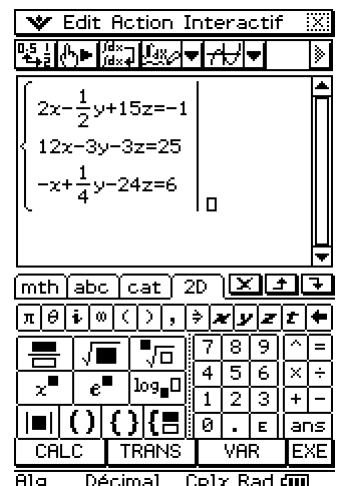 Edit Action Interactif
2x-1/2y+15z=-1
12x-3y-3z=25
-x+1/4y-24z=6
mth abc cat 2D
π θ i ∞ ( ) , ⇒ x y z t ←
√■ ■√□ 7 8 9 ^ =
x■ e■ log■□ 4 5 6 × ÷
1 2 3 + -
|■| () {} {■ 0 . E ans
CALC TRANS VAR EXE
Alg Décimal Cplx Rad